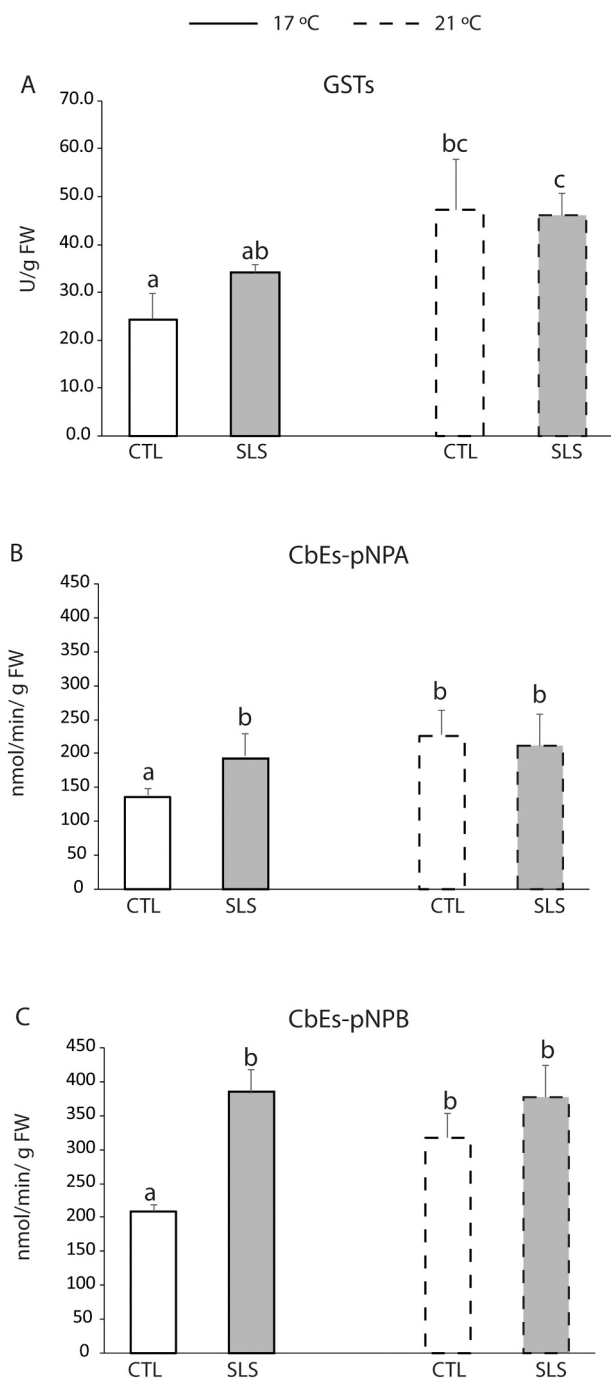 17 ºC 21 ºC
A GSTs
70.0
60.0
50.0
40.0
30.0
20.0
10.0
0.0
U/g FW
a
ab
bc
c
CTL SLS CTL SLS
B CbEs-pNPA
450
400
350
300
250
200
150
100
50
0
nmol/min/ g FW
a
b
b
b
CTL SLS CTL SLS
C CbEs-pNPB
450
400
350
300
250
200
150
100
50
0
nmol/min/ g FW
a
b
b
b
CTL SLS CTL SLS